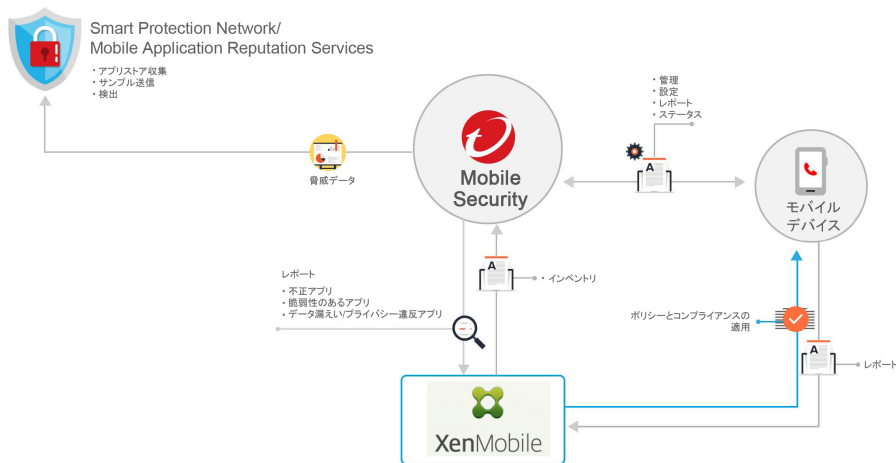 Smart Protection Network/
Mobile Application Reputation Services
・アプリストア収集
・サンプル送信
・検出
脅威データ
Mobile
Security
・管理
・設定
・レポート
・ステータス
A
モバイル
デバイス
レポート
・不正アプリ
・脆弱性のあるアプリ
・データ漏えい/プライバシー違反アプリ
A
・インベントリ
ポリシーとコンプライアンスの
適用
A
レポート
XenMobile